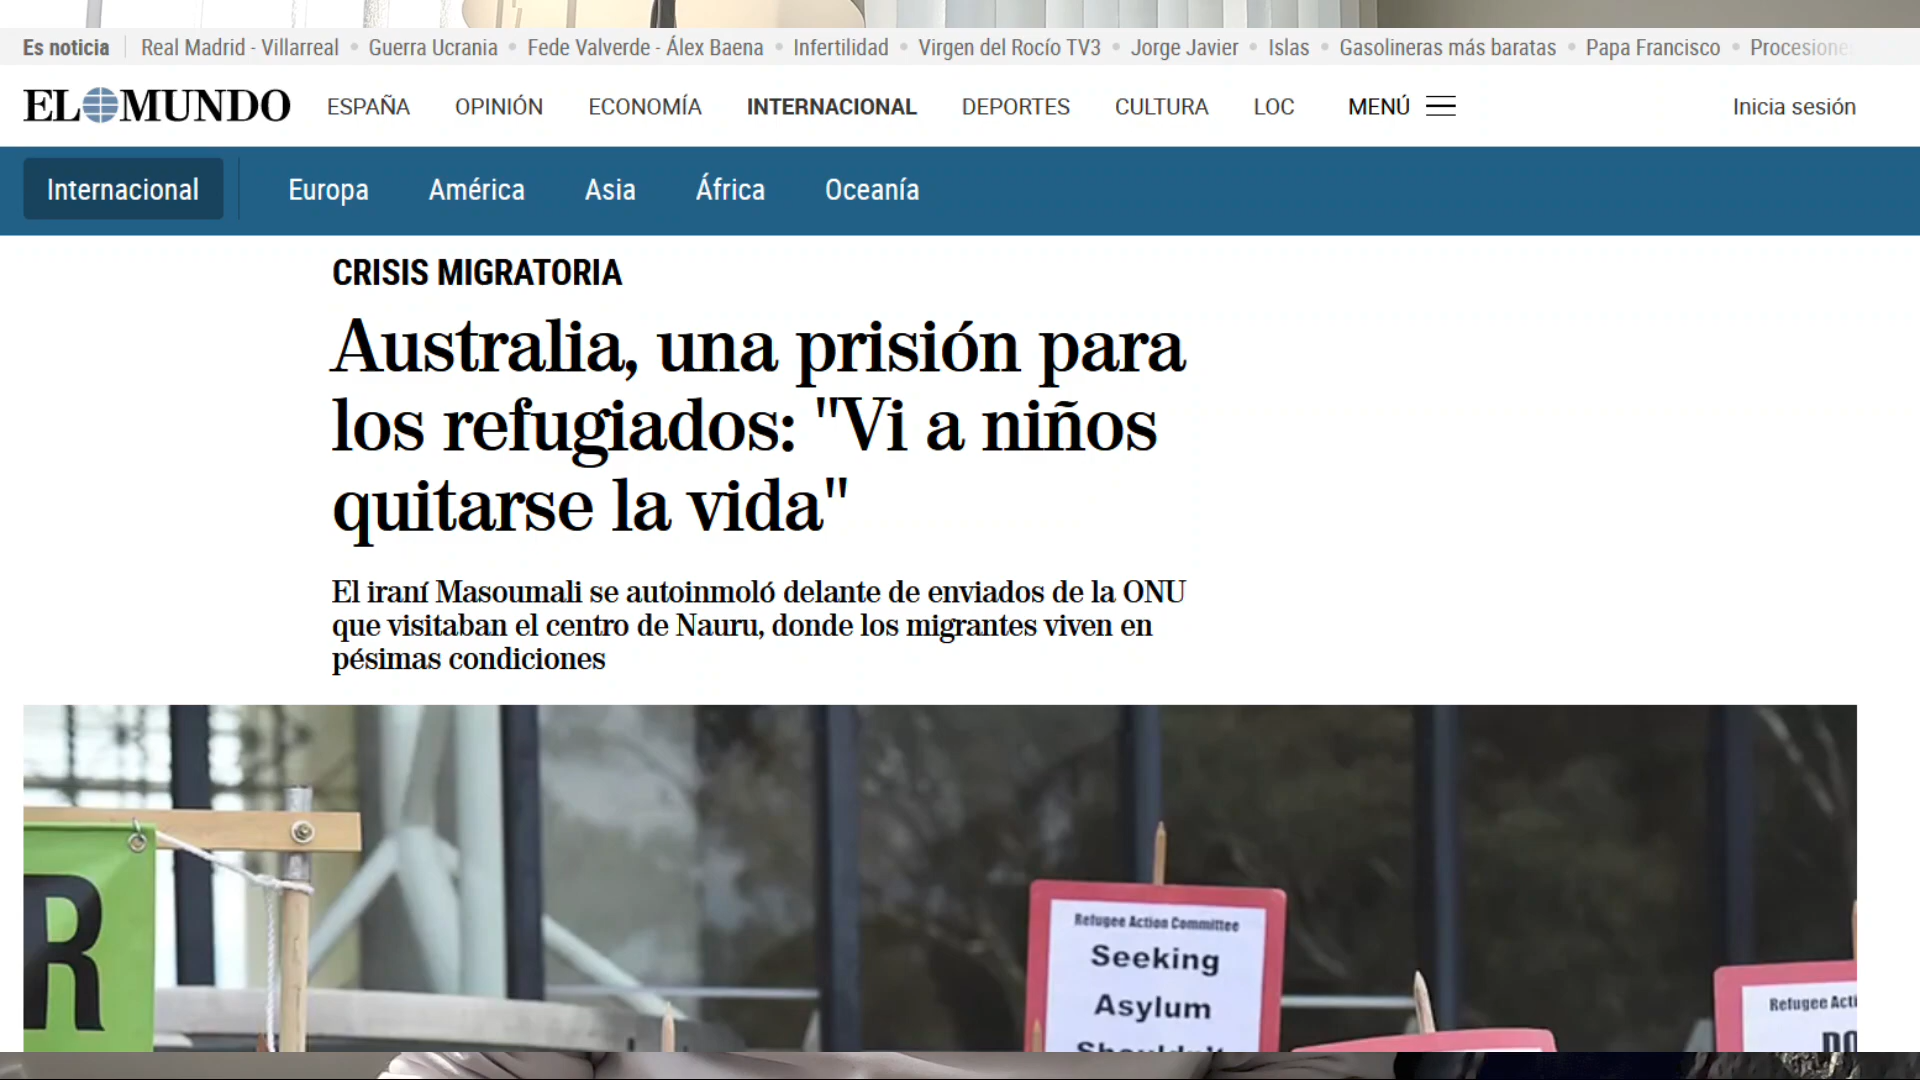 Es noticia Real Madrid - Villarreal • Guerra Ucrania • Fede Valverde - Álex Baena • Infertilidad • Virgen del Rocío TV3 • Jorge Javier • Islas • Gasolineras más baratas • Papa Francisco • Procesione
EL MUNDO ESPAÑA OPINIÓN ECONOMÍA INTERNACIONAL DEPORTES CULTURA LOC MENÚ Inicia sesión
Internacional Europa América Asia África Oceanía
CRISIS MIGRATORIA
Australia, una prisión para
los refugiados: "Vi a niños
quitarse la vida"
El iraní Masoumali se autoinmoló delante de enviados de la ONU
que visitaban el centro de Nauru, donde los migrantes viven en
pésimas condiciones
R
Refugee Action Committee
Seeking
Asylum
Shouldn't
Refugee Acti